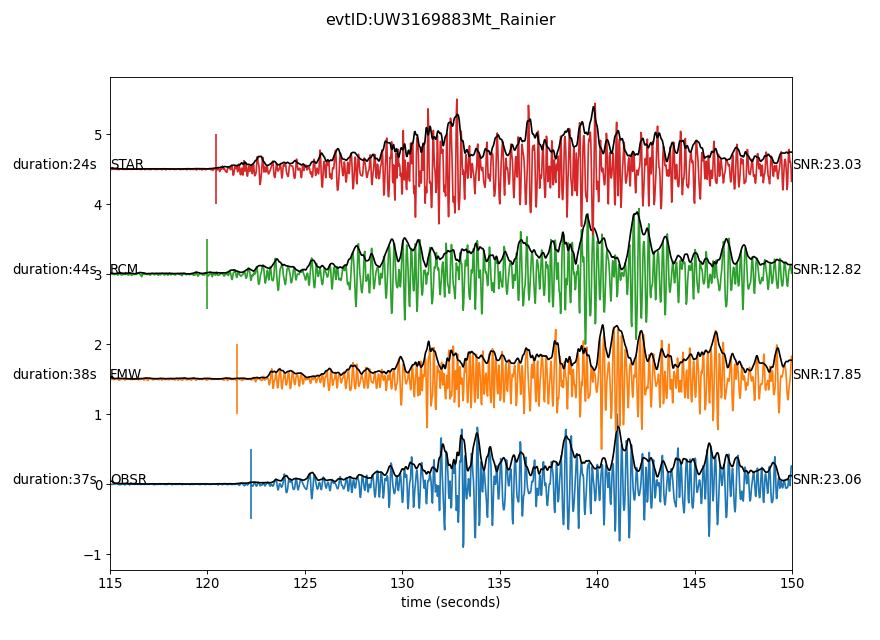 evtID:UW3169883Mt_Rainier
5
duration:24s STAR SNR:23.03
4
duration:44s RCM SNR:12.82
3
2
duration:38s FMW SNR:17.85
1
duration:37s OBSR SNR:23.06
0
−1
115 120 125 130 135 140 145 150
time (seconds)